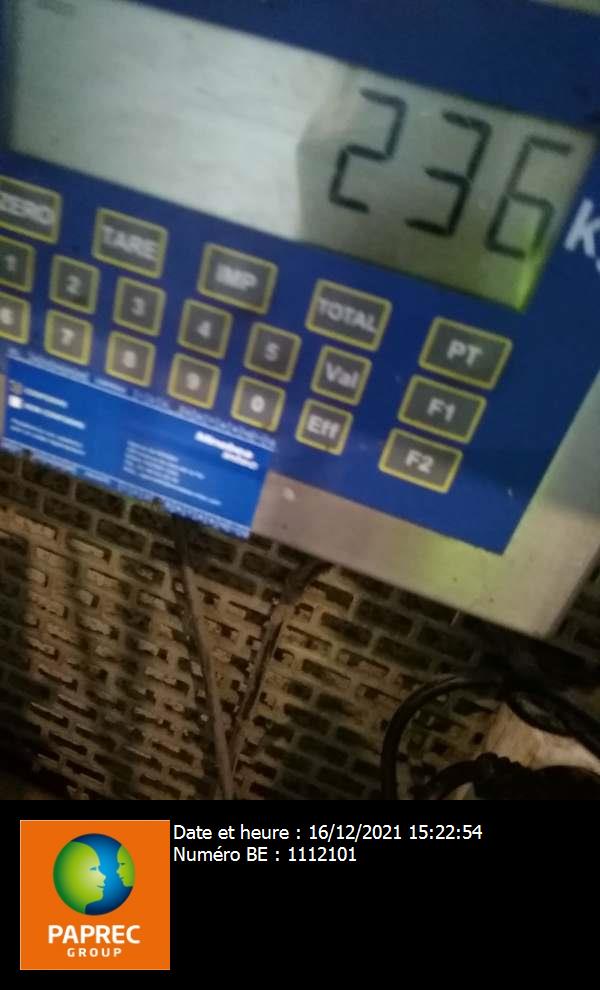 236
Kg
ZERO TARE IMP TOTAL PT
1 2 3 4 5 Val F1
6 7 8 9 0 Eff F2
Date et heure : 16/12/2021 15:22:54
Numéro BE : 1112101
PAPREC
GROUP